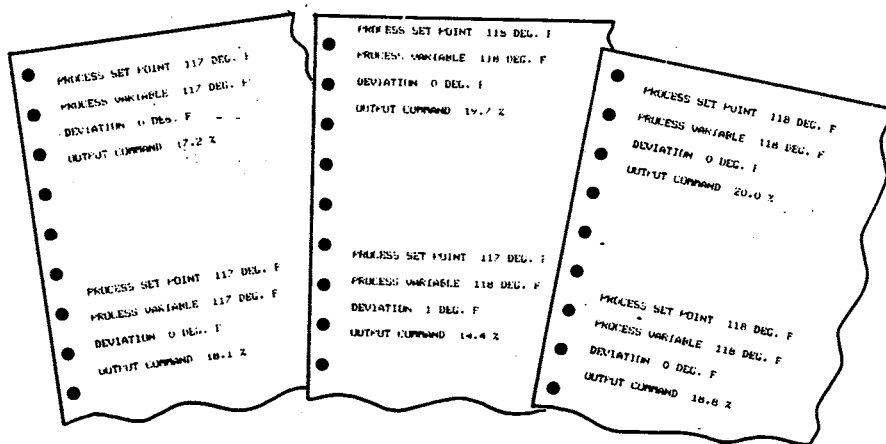 PROCESS SET POINT 117 DEG. F
PROCESS VARIABLE 117 DEG. F
DEVIATION 0 DEG. F
OUTPUT COMMAND 17.2 %
PROCESS SET POINT 117 DEG. F
PROCESS VARIABLE 117 DEG. F
DEVIATION 0 DEG. F
OUTPUT COMMAND 18.1 %
PROCESS SET POINT 118 DEG. F
PROCESS VARIABLE 118 DEG. F
DEVIATION 0 DEG. F
OUTPUT COMMAND 19.7 %
PROCESS SET POINT 117 DEG. F
PROCESS VARIABLE 118 DEG. F
DEVIATION 1 DEG. F
OUTPUT COMMAND 14.4 %
PROCESS SET POINT 118 DEG. F
PROCESS VARIABLE 118 DEG. F
DEVIATION 0 DEG. F
OUTPUT COMMAND 20.0 %
PROCESS SET POINT 118 DEG. F
PROCESS VARIABLE 118 DEG. F
DEVIATION 0 DEG. F
OUTPUT COMMAND 18.8 %